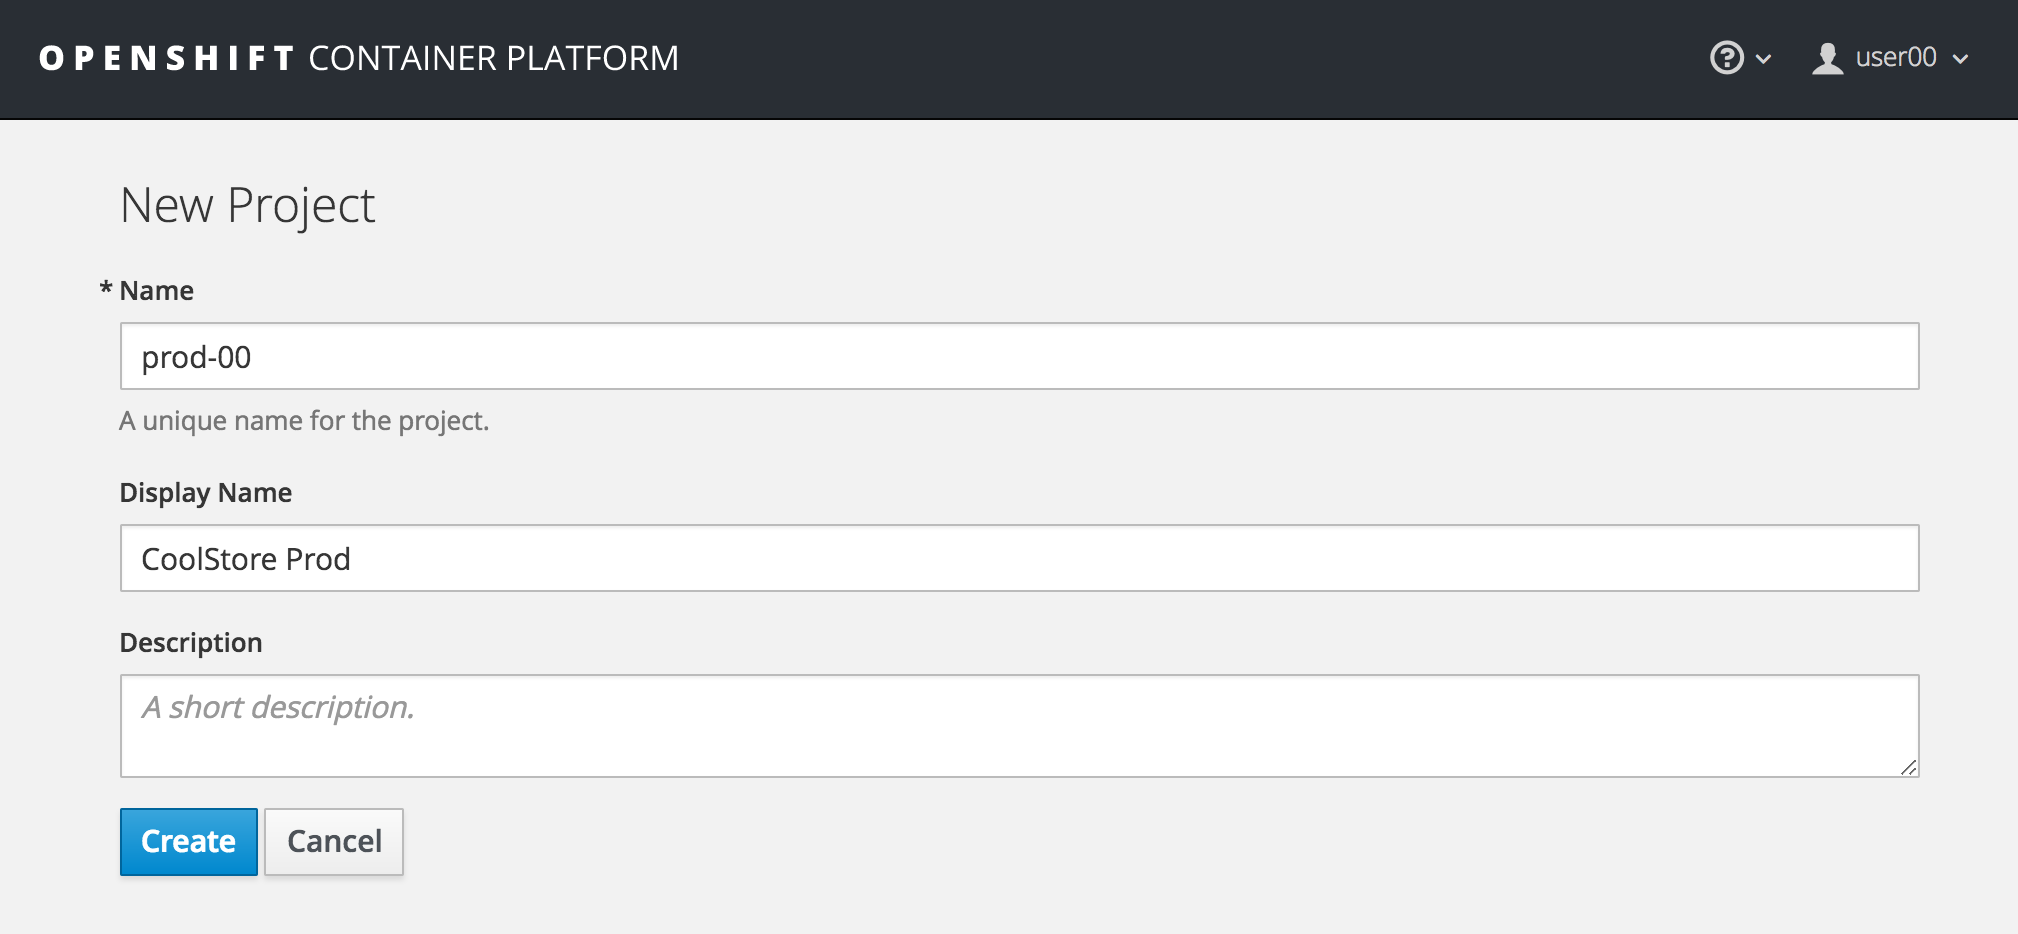 OPENSHIFT CONTAINER PLATFORM
? user00
New Project
* Name
prod-00
A unique name for the project.
Display Name
CoolStore Prod
Description
A short description.
Create Cancel